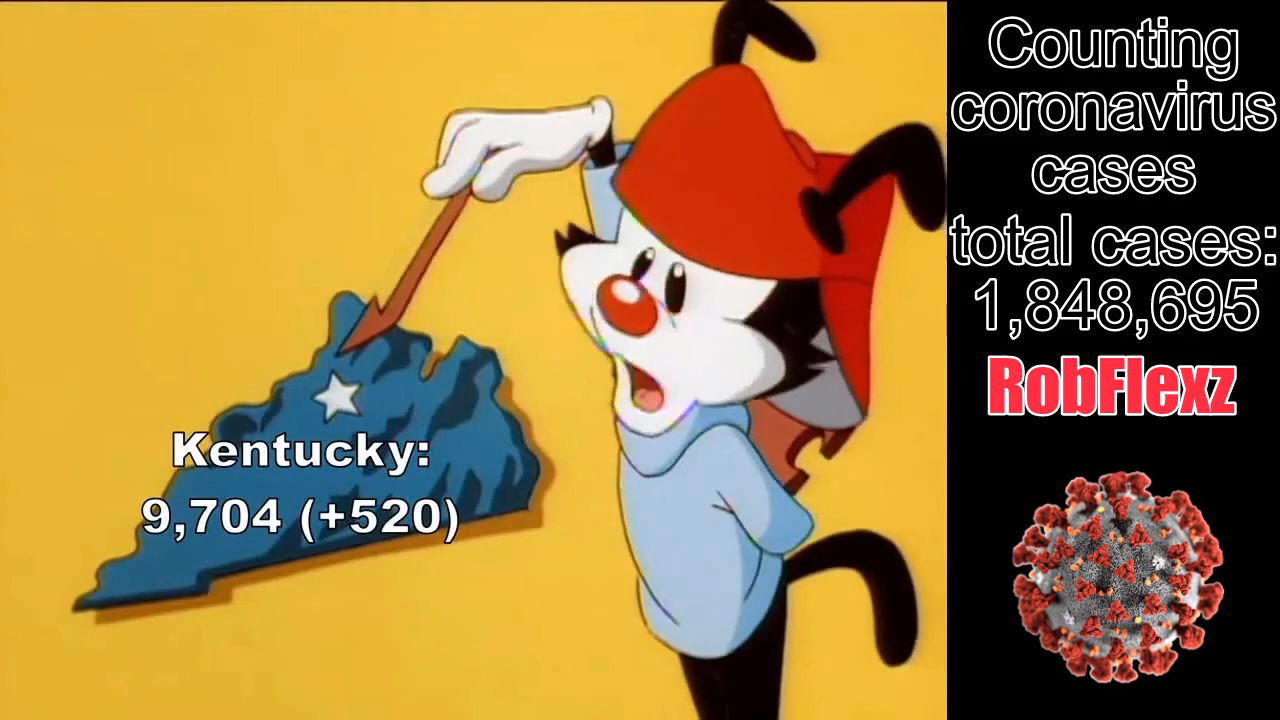 Kentucky:
9,704 (+520)
Counting
coronavirus
cases
total cases:
1,848,695
RobFlexz